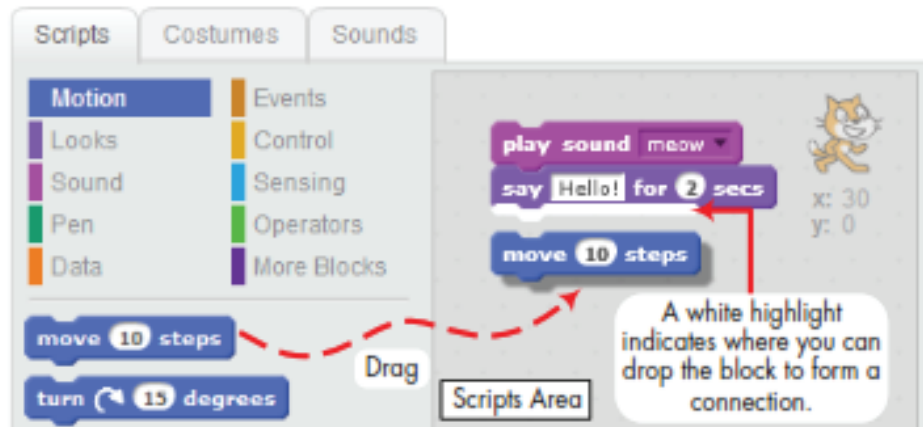 Scripts Costumes Sounds
Motion
Looks
Sound
Pen
Data
Events
Control
Sensing
Operators
More Blocks
move 10 steps
turn 15 degrees
Drag
play sound meow
say Hello! for 2 secs
move 10 steps
x: 30
y: 0
A white highlight
indicates where you can
drop the block to form a
connection.
Scripts Area